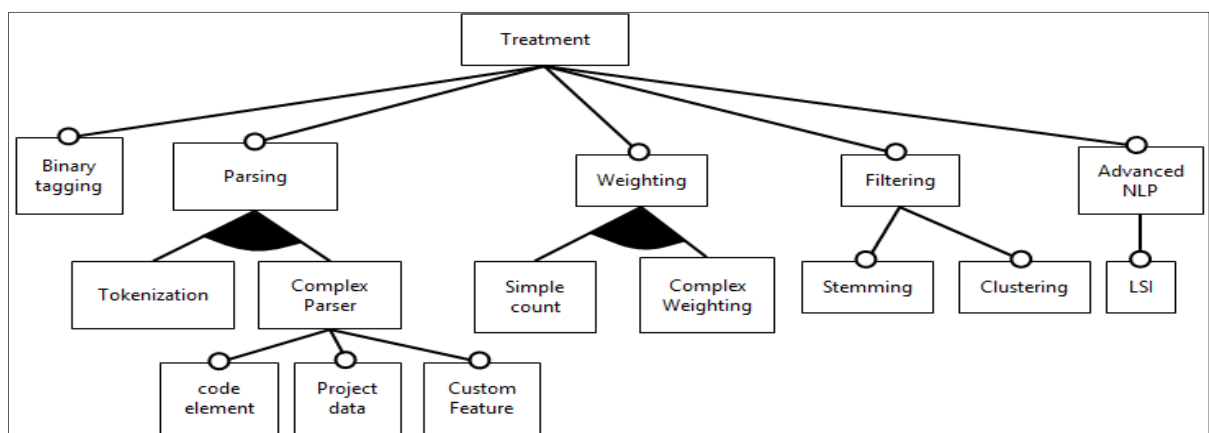 Treatment
Binary
tagging
Parsing
Weighting
Filtering
Advanced
NLP
Tokenization
Complex
Parser
Simple
count
Complex
Weighting
Stemming
Clustering
LSI
code
element
Project
data
Custom
Feature